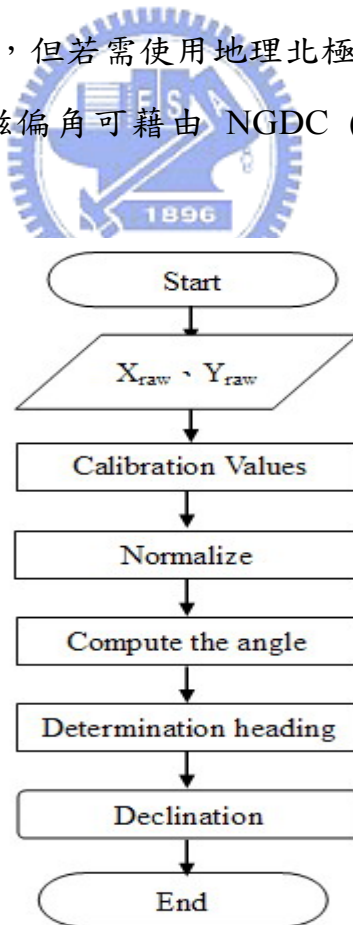 ，但若需使用地理北極
磁偏角可藉由 NGDC (
E S A
1896
Start
Xraw、Yraw
Calibration Values
Normalize
Compute the angle
Determination heading
Declination
End